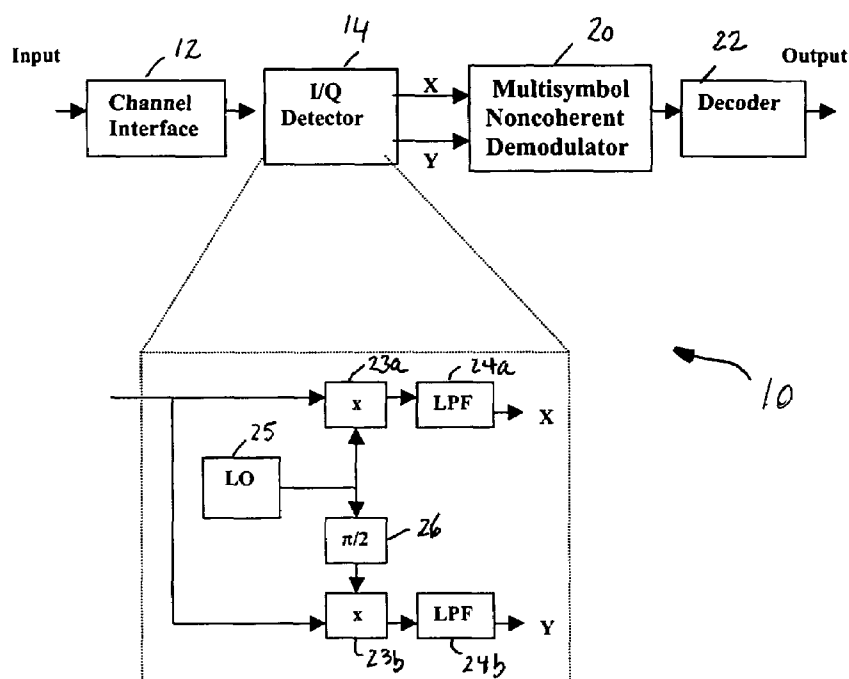 Input
12
Channel
Interface
14
I/Q
Detector
X
Y
20
Multisymbol
Noncoherent
Demodulator
22
Decoder
Output
23a
x
24a
LPF
X
25
LO
π/2
26
x
23b
LPF
24b
Y
10